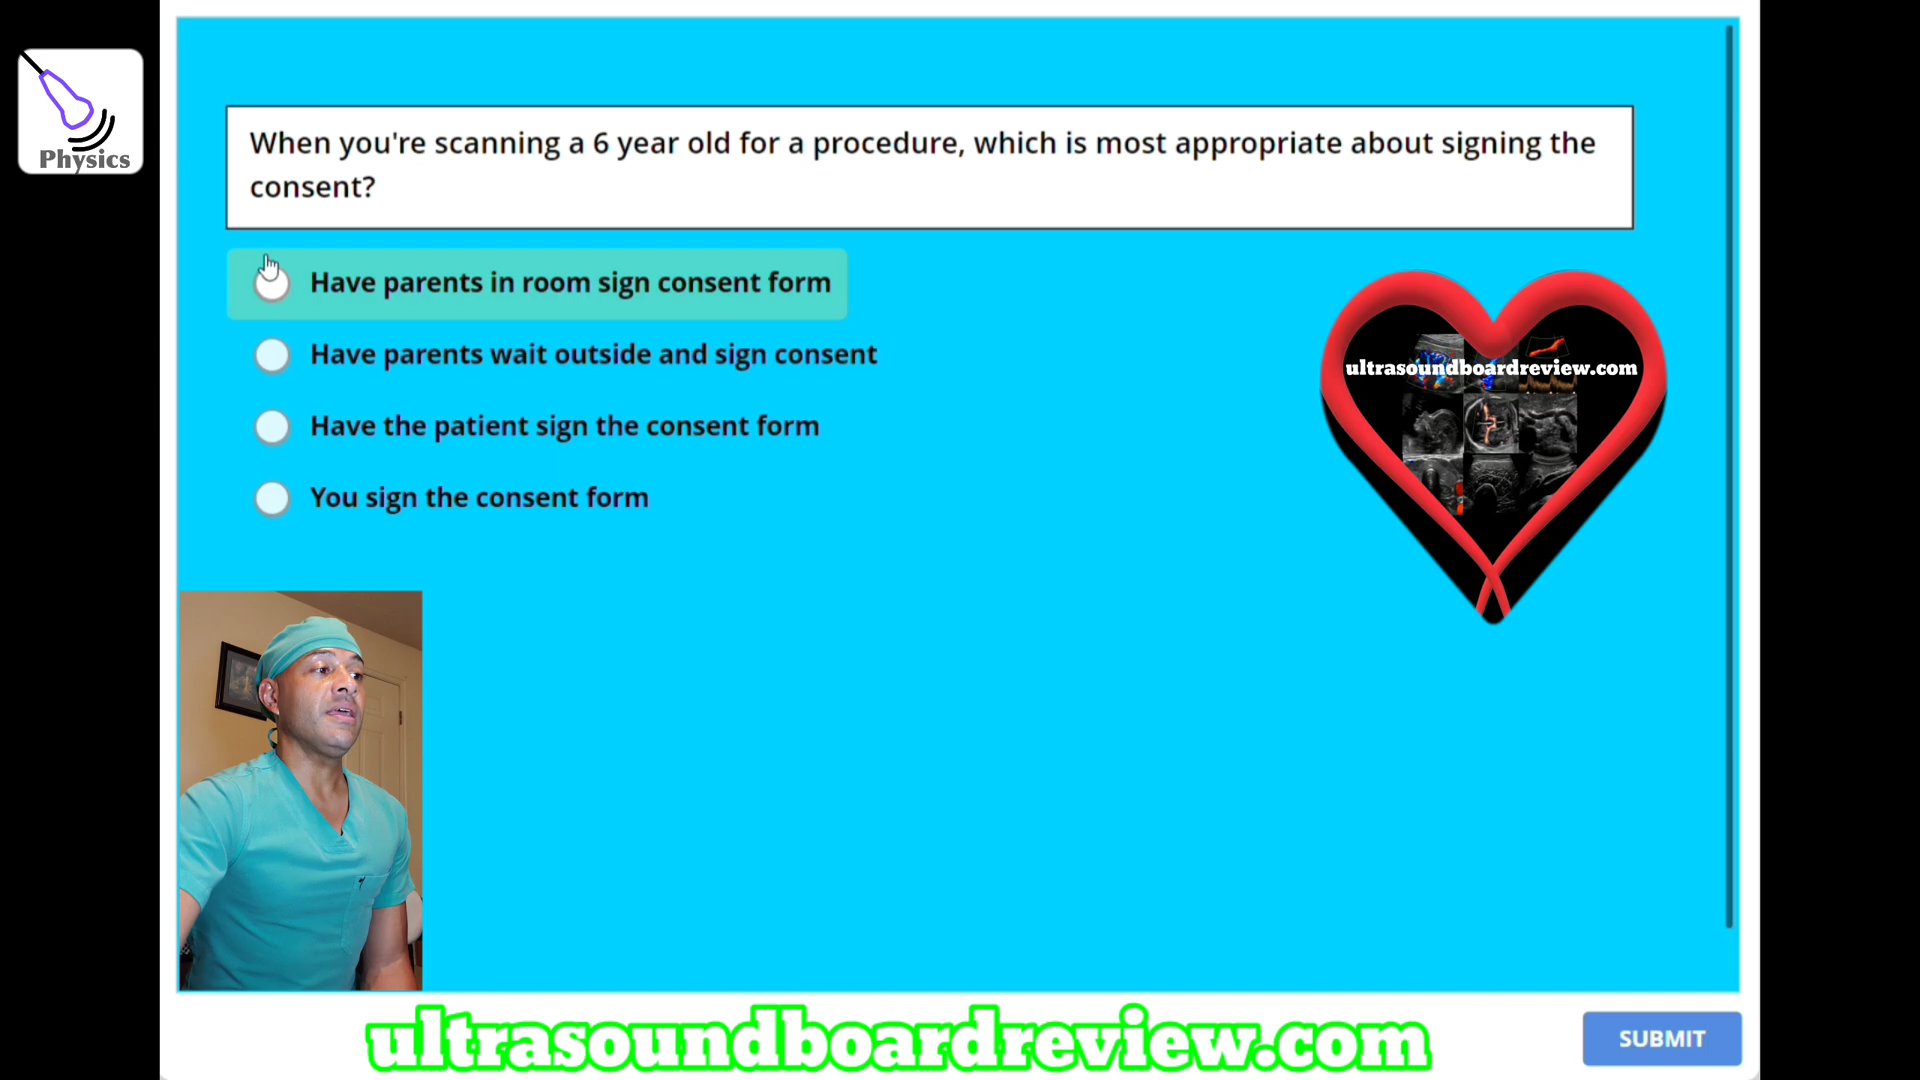 Physics
When you're scanning a 6 year old for a procedure, which is most appropriate about signing the
consent?
Have parents in room sign consent form
Have parents wait outside and sign consent
Have the patient sign the consent form
You sign the consent form
ultrasoundboardreview.com
ultrasoundboardreview.com
SUBMIT